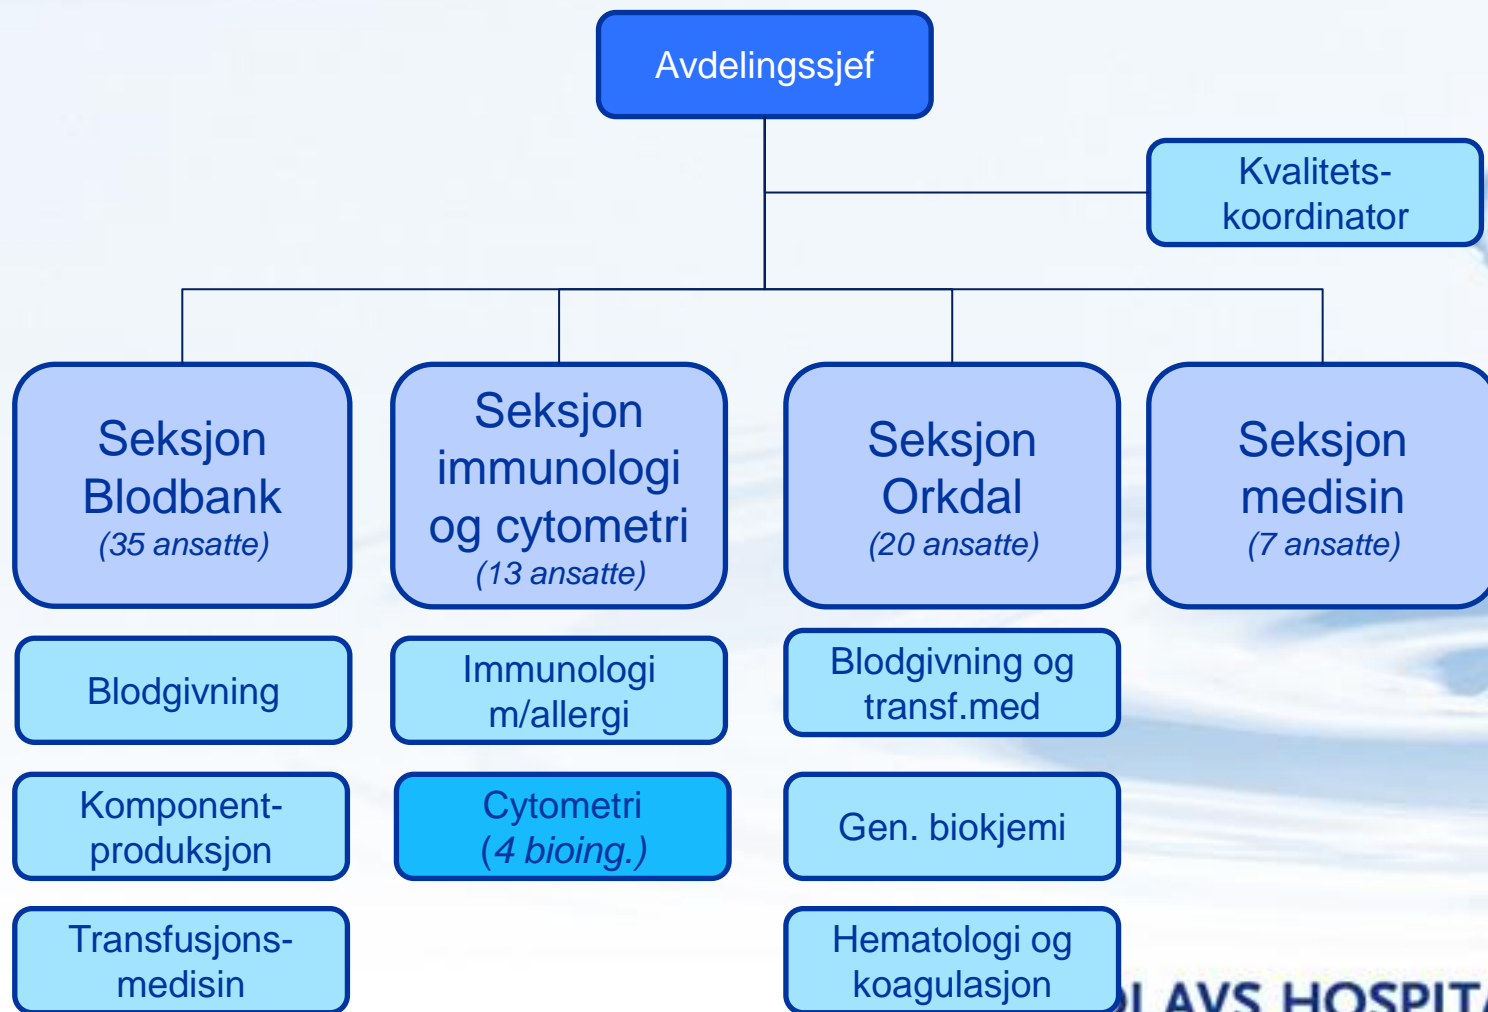 Avdelingssjef
Kvalitets-
koordinator
Seksjon
Blodbank
(35 ansatte)
Seksjon
immunologi
og cytometri
(13 ansatte)
Seksjon
Orkdal
(20 ansatte)
Seksjon
medisin
(7 ansatte)
Blodgivning
Immunologi
m/allergi
Blodgivning og
transf.med
Komponent-
produksjon
Cytometri
(4 bioing.)
Gen. biokjemi
Transfusjons-
medisin
Hematologi og
koagulasjon
OLAVS HOSPITA